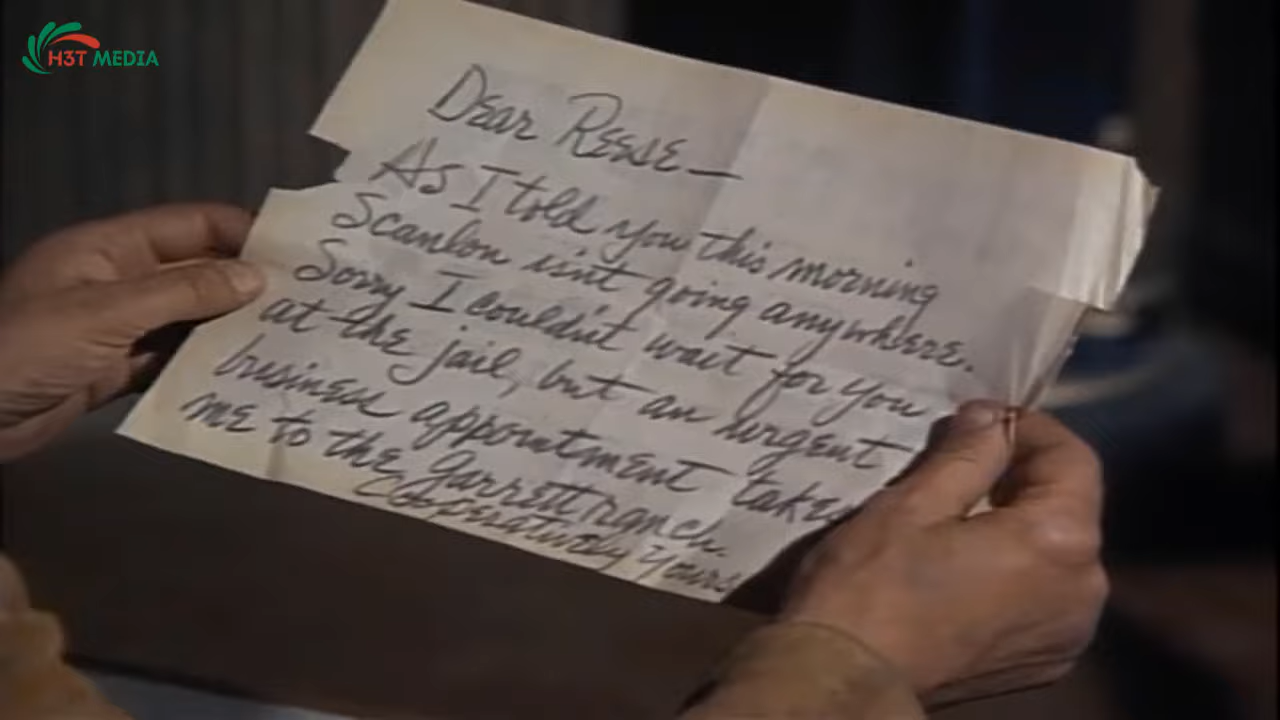 H3T MEDIA
Dear Reese—
As I told you this morning
Scanlon isn't going anywhere.
Sorry I couldn't wait for you
at the jail, but an urgent
business appointment takes
me to the Garrett ranch.
Cooperatively yours